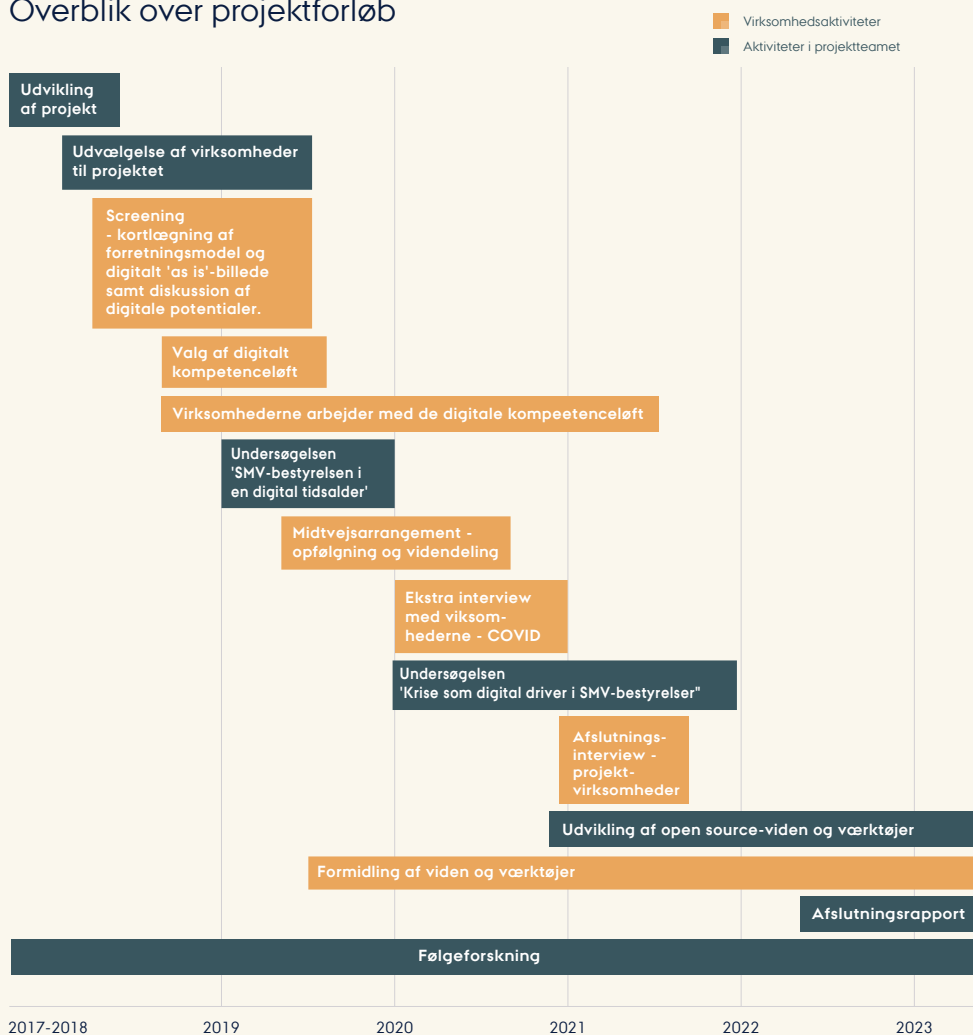 Overblik over projektforløb
Virksomhedsaktiviteter
Aktiviteter i projektteamet
Udvikling
af projekt
Udvælgelse af virksomheder
til projektet
Screening
- kortlægning af
forretningsmodel og
digitalt 'as is'-billede
samt diskussion af
digitale potentialer.
Valg af digitalt
kompetenceløft
Virksomhederne arbejder med de digitale kompeetenceløft
Undersøgelsen
'SMV-bestyrelsen i
en digital tidsalder'
Midtvejsarrangement -
opfølgning og videndeling
Ekstra interview
med viksom-
hederne - COVID
Undersøgelsen
'Krise som digital driver i SMV-bestyrelser"
Afslutnings-
interview -
projekt-
virksomheder
Udvikling af open source-viden og værktøjer
Formidling af viden og værktøjer
Afslutningsrapport
Følgeforskning
2017-2018 2019 2020 2021 2022 2023